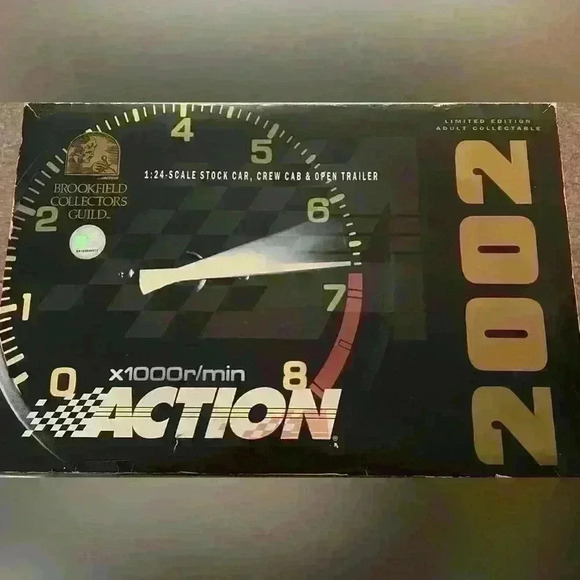 LIMITED EDITION
ADULT COLLECTABLE
BROOKFIELD
COLLECTORS
GUILD™
1:24-SCALE STOCK CAR, CREW CAB & OPEN TRAILER
0
1
2
4
5
6
7
8
x1000r/min
ACTION®
2002